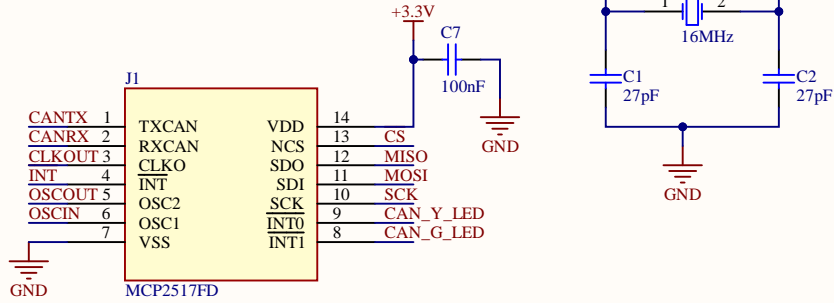 +3.3V
C7
100nF
GND
1 2
16MHz
C1
27pF
C2
27pF
GND
J1
CANTX 1 TXCAN VDD 14
CANRX 2 RXCAN NCS 13 CS
CLKOUT 3 CLKO SDO 12 MISO
INT 4 INT SDI 11 MOSI
OSCOUT 5 OSC2 SCK 10 SCK
OSCIN 6 OSC1 INT0 9 CAN_Y_LED
7 VSS INT1 8 CAN_G_LED
GND
MCP2517FD